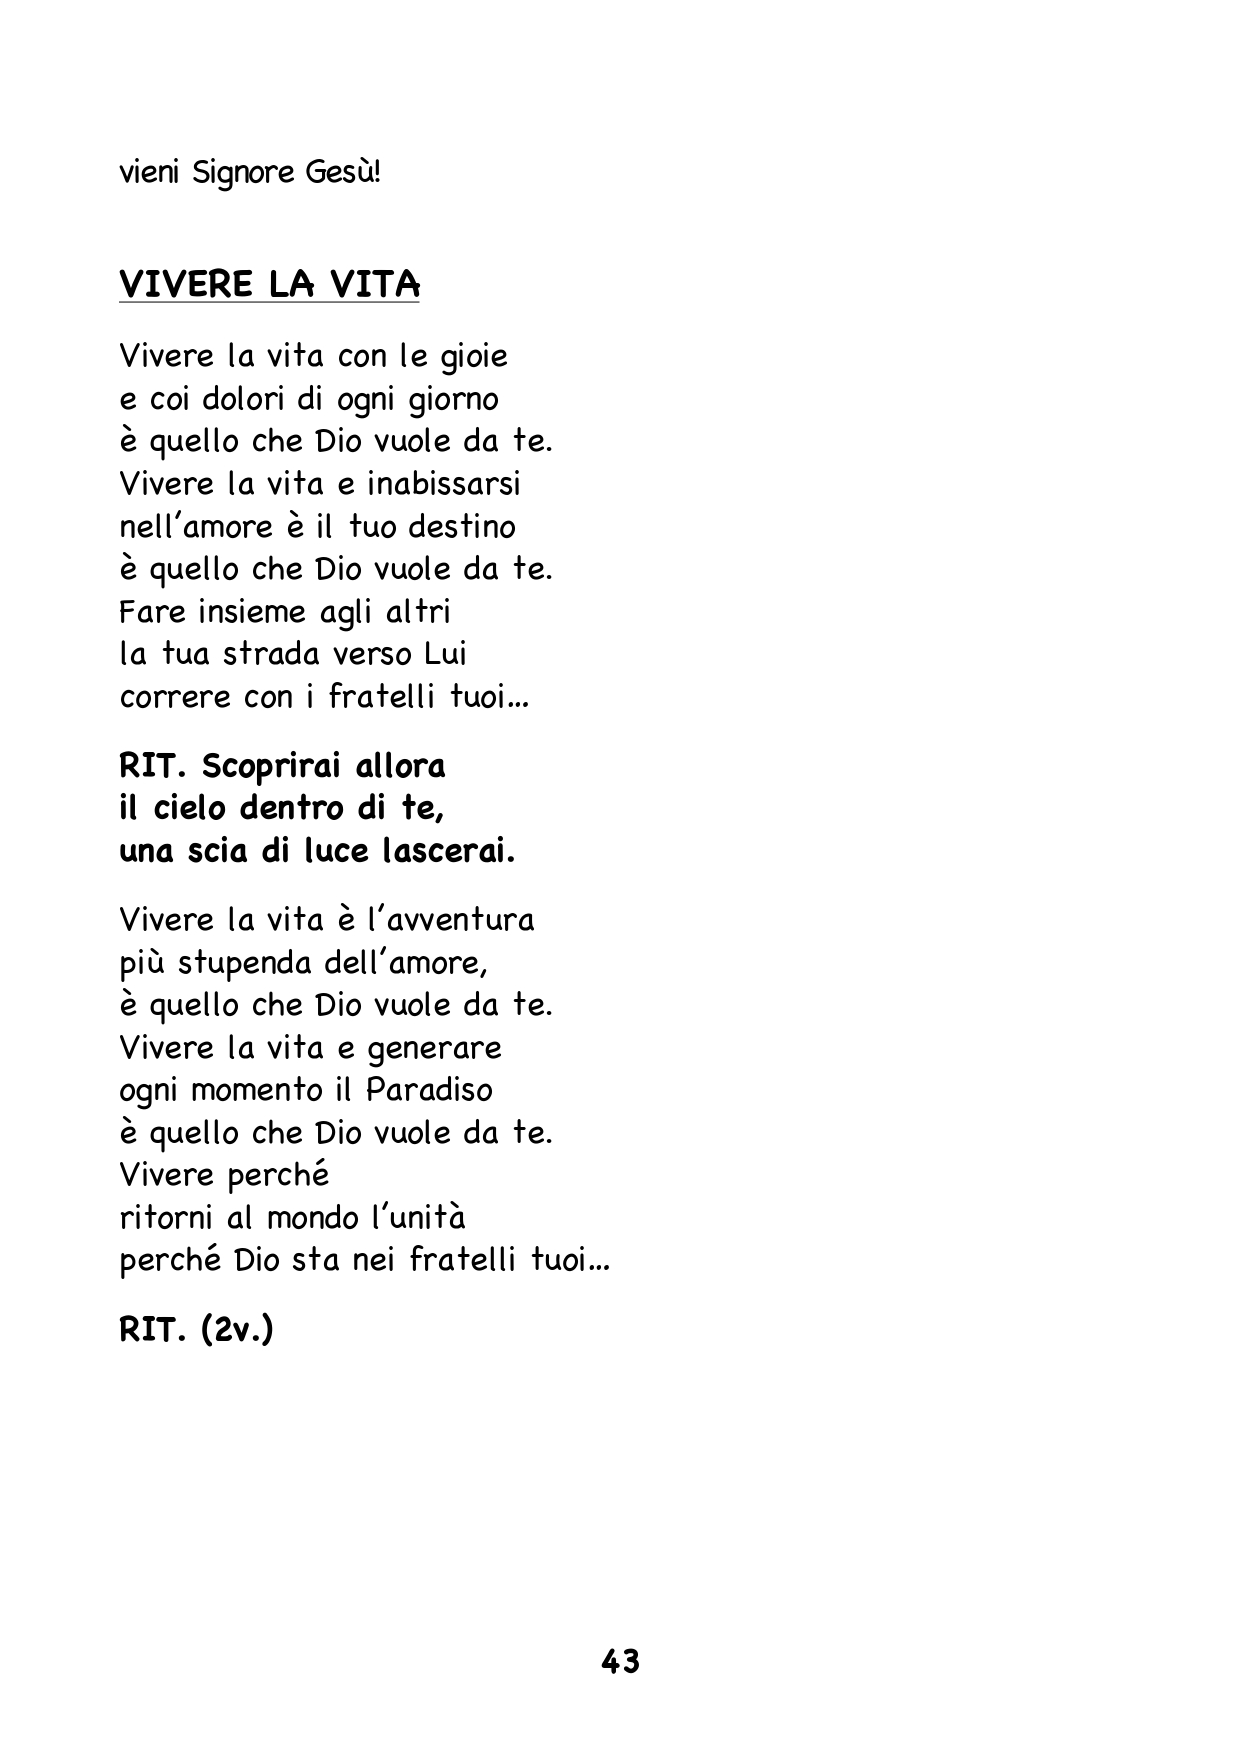 vieni Signore Gesù!
VIVERE LA VITA
Vivere la vita con le gioie
e coi dolori di ogni giorno
è quello che Dio vuole da te.
Vivere la vita e inabissarsi
nell’amore è il tuo destino
è quello che Dio vuole da te.
Fare insieme agli altri
la tua strada verso Lui
correre con i fratelli tuoi…
RIT. Scoprirai allora
il cielo dentro di te,
una scia di luce lascerai.
Vivere la vita è l’avventura
più stupenda dell’amore,
è quello che Dio vuole da te.
Vivere la vita e generare
ogni momento il Paradiso
è quello che Dio vuole da te.
Vivere perché
ritorni al mondo l’unità
perché Dio sta nei fratelli tuoi…
RIT. (2v.)
43